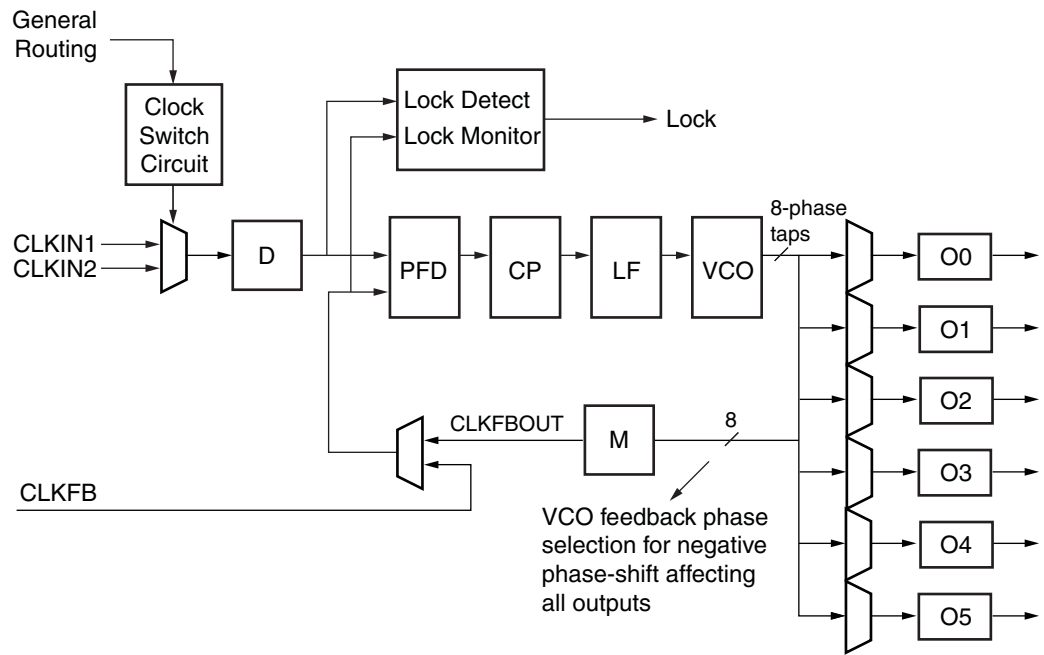 General
Routing
Clock
Switch
Circuit
Lock Detect
Lock Monitor
Lock
CLKIN1
CLKIN2
D
PFD
CP
LF
VCO
8-phase
taps
O0
O1
O2
O3
O4
O5
CLKFBOUT
M
8
CLKFB
VCO feedback phase
selection for negative
phase-shift affecting
all outputs